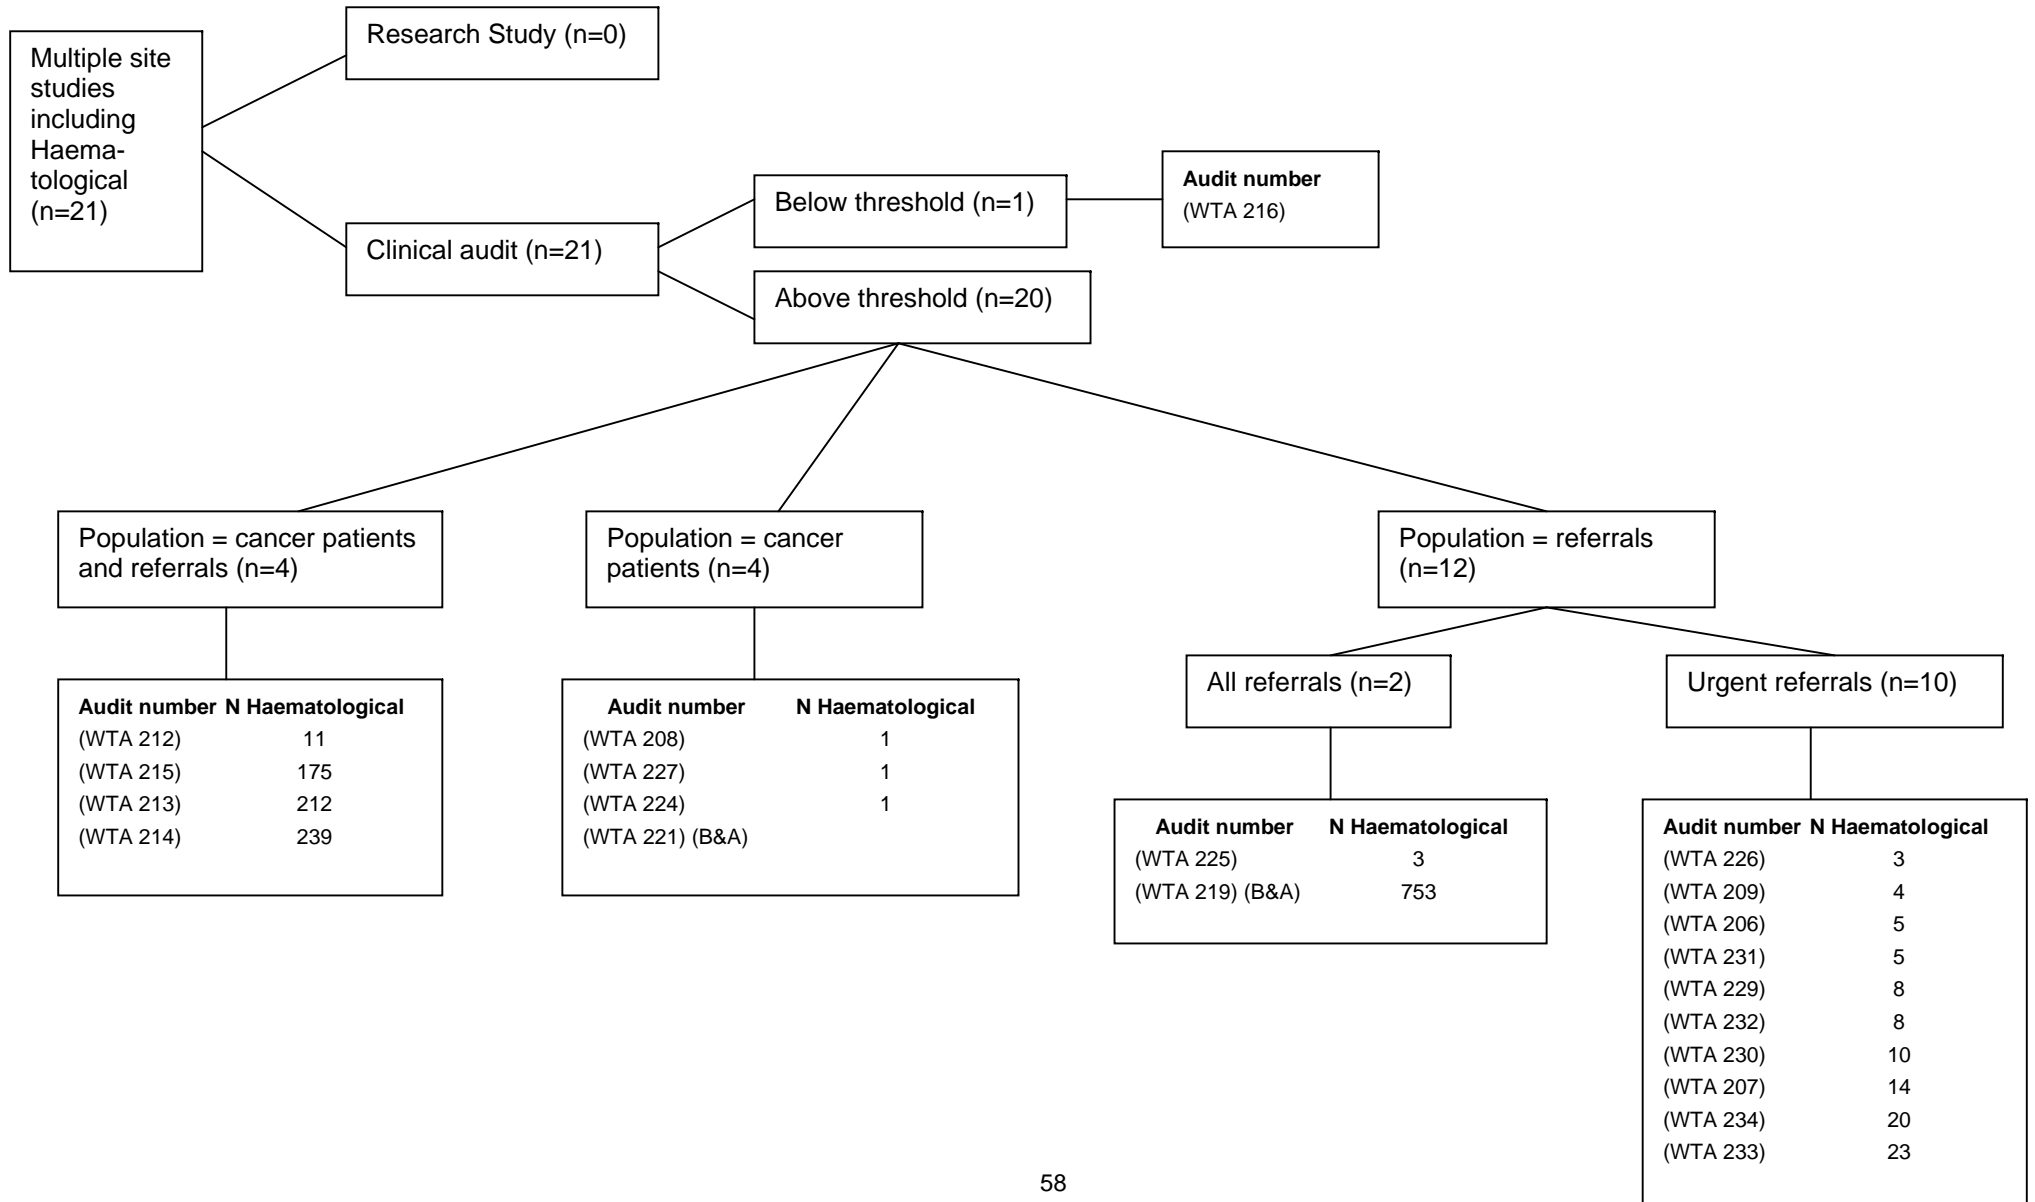 Multiple site
studies
including
Haema-
tological
(n=21)
Research Study (n=0)
Clinical audit (n=21)
Below threshold (n=1)
Audit number
(WTA 216)
Above threshold (n=20)
Population = cancer patients
and referrals (n=4)
Audit number N Haematological
(WTA 212) 11
(WTA 215) 175
(WTA 213) 212
(WTA 214) 239
Population = cancer
patients (n=4)
Audit number N Haematological
(WTA 208) 1
(WTA 227) 1
(WTA 224) 1
(WTA 221) (B&A)
Population = referrals
(n=12)
All referrals (n=2)
Audit number N Haematological
(WTA 225) 3
(WTA 219) (B&A) 753
Urgent referrals (n=10)
Audit number N Haematological
(WTA 226) 3
(WTA 209) 4
(WTA 206) 5
(WTA 231) 5
(WTA 229) 8
(WTA 232) 8
(WTA 230) 10
(WTA 207) 14
(WTA 234) 20
(WTA 233) 23
58